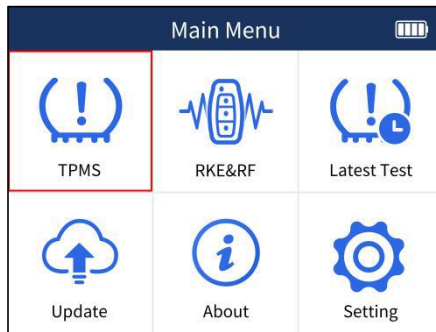 Main Menu
TPMS
RKE&RF
Latest Test
Update
About
Setting